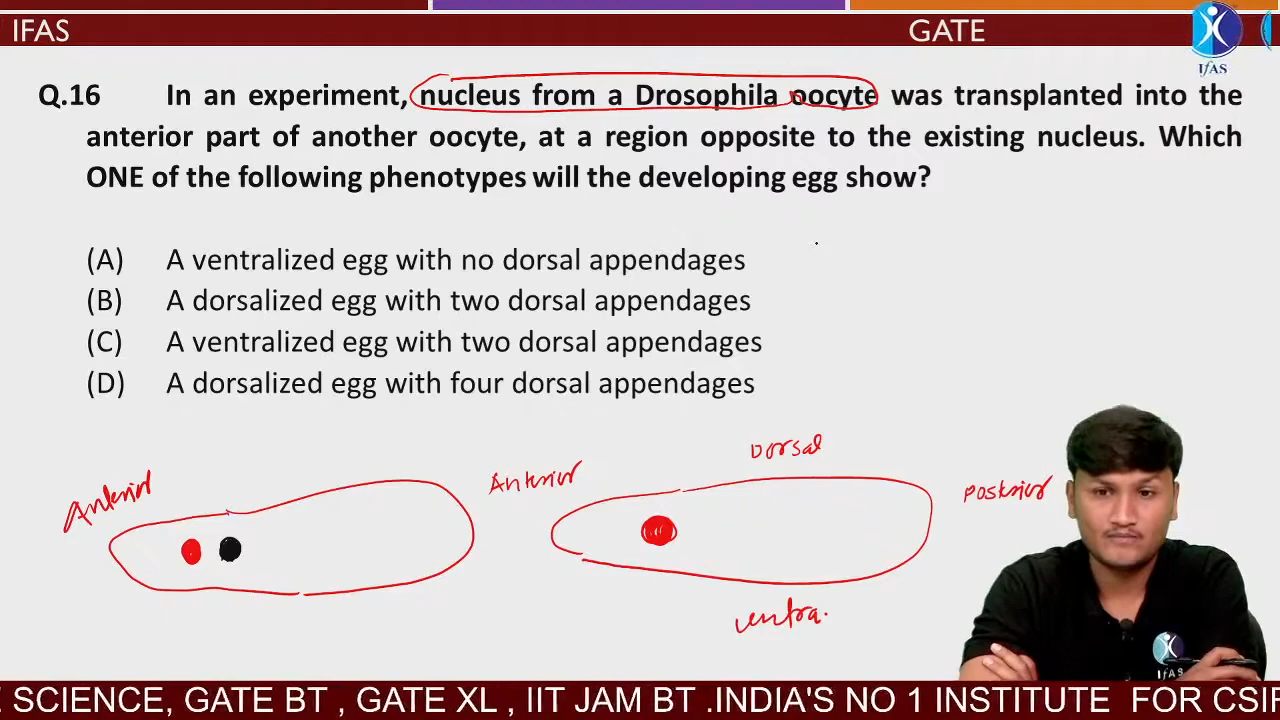 IFAS
GATE
IfAS
Q.16 In an experiment, nucleus from a Drosophila oocyte was transplanted into the
anterior part of another oocyte, at a region opposite to the existing nucleus. Which
ONE of the following phenotypes will the developing egg show?
(A) A ventralized egg with no dorsal appendages
(B) A dorsalized egg with two dorsal appendages
(C) A ventralized egg with two dorsal appendages
(D) A dorsalized egg with four dorsal appendages
Dorsal
Anterior
Anterior
Posterior
ventra.
IFAS
E SCIENCE, GATE BT , GATE XL , IIT JAM BT .INDIA'S NO 1 INSTITUTE FOR CSIF